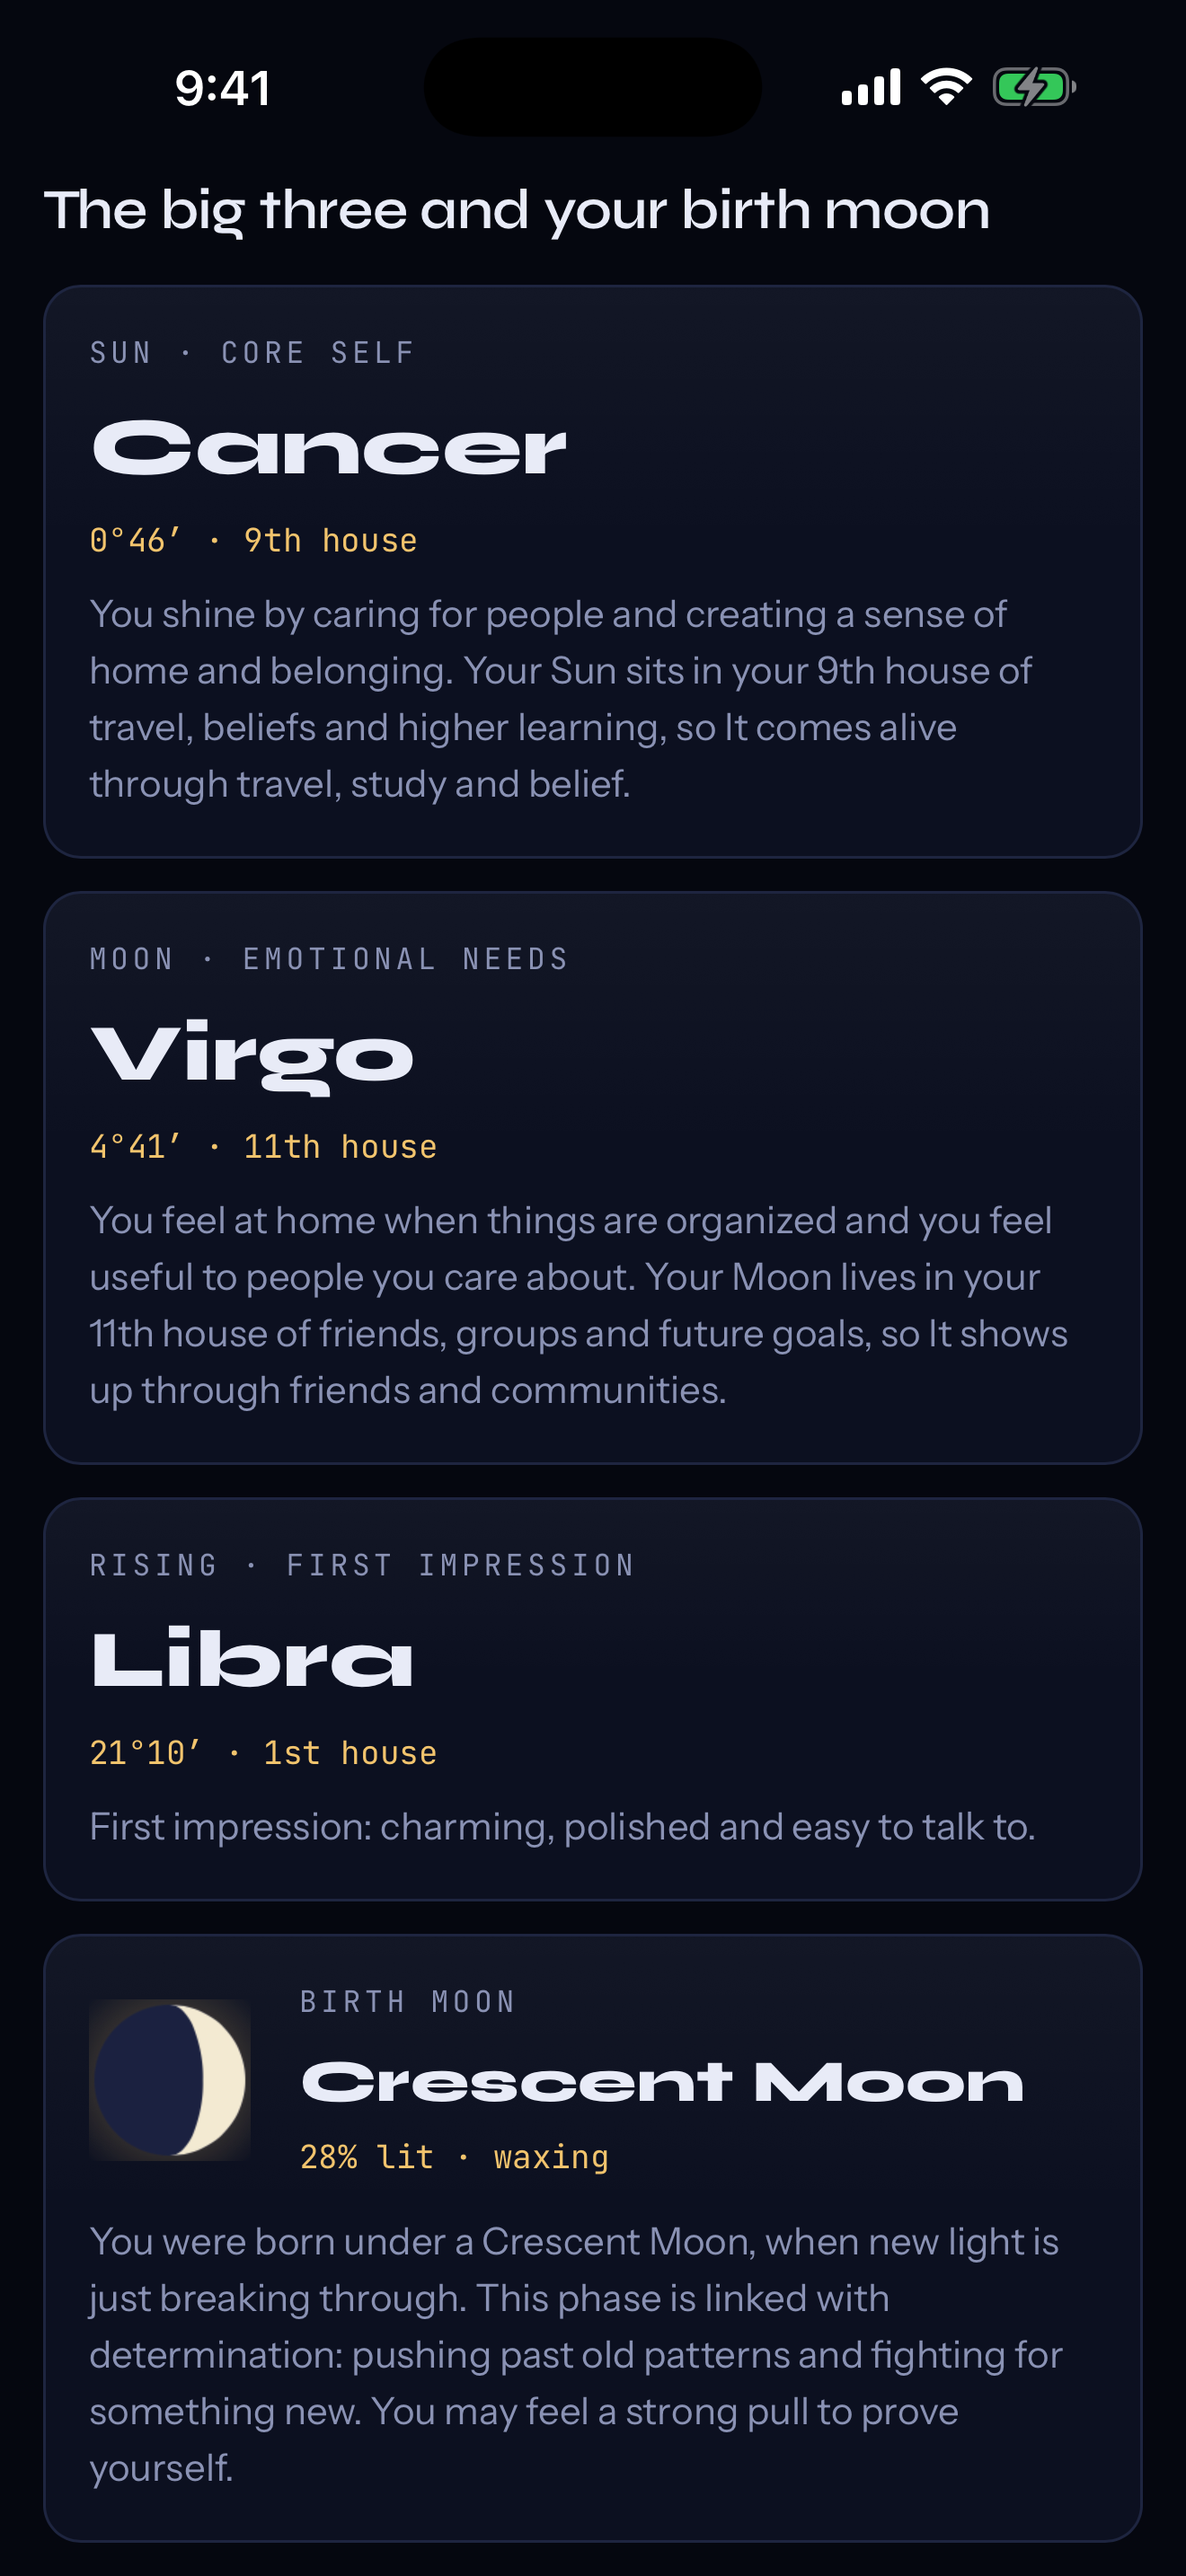 9:41
The big three and your birth moon
SUN · CORE SELF
Cancer
0°46′ · 9th house
You shine by caring for people and creating a sense of
home and belonging. Your Sun sits in your 9th house of
travel, beliefs and higher learning, so It comes alive
through travel, study and belief.
MOON · EMOTIONAL NEEDS
Virgo
4°41′ · 11th house
You feel at home when things are organized and you feel
useful to people you care about. Your Moon lives in your
11th house of friends, groups and future goals, so It shows
up through friends and communities.
RISING · FIRST IMPRESSION
Libra
21°10′ · 1st house
First impression: charming, polished and easy to talk to.
BIRTH MOON
Crescent Moon
28% lit · waxing
You were born under a Crescent Moon, when new light is
just breaking through. This phase is linked with
determination: pushing past old patterns and fighting for
something new. You may feel a strong pull to prove
yourself.